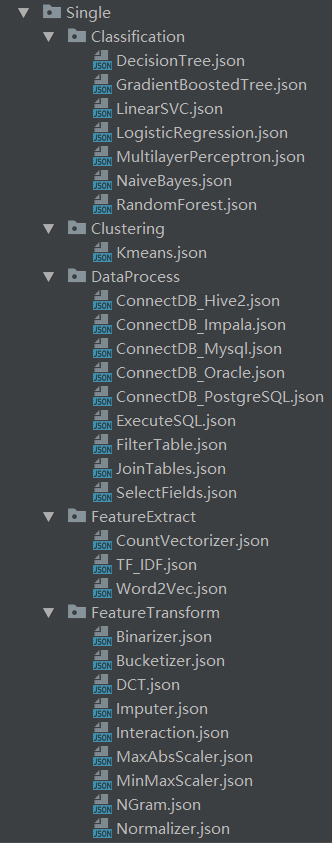 Single
Classification
DecisionTree.json
GradientBoostedTree.json
LinearSVC.json
LogisticRegression.json
MultilayerPerceptron.json
NaiveBayes.json
RandomForest.json
Clustering
Kmeans.json
DataProcess
ConnectDB_Hive2.json
ConnectDB_Impala.json
ConnectDB_Mysql.json
ConnectDB_Oracle.json
ConnectDB_PostgreSQL.json
ExecuteSQL.json
FilterTable.json
JoinTables.json
SelectFields.json
FeatureExtract
CountVectorizer.json
TF_IDF.json
Word2Vec.json
FeatureTransform
Binarizer.json
Bucketizer.json
DCT.json
Imputer.json
Interaction.json
MaxAbsScaler.json
MinMaxScaler.json
NGram.json
Normalizer.json